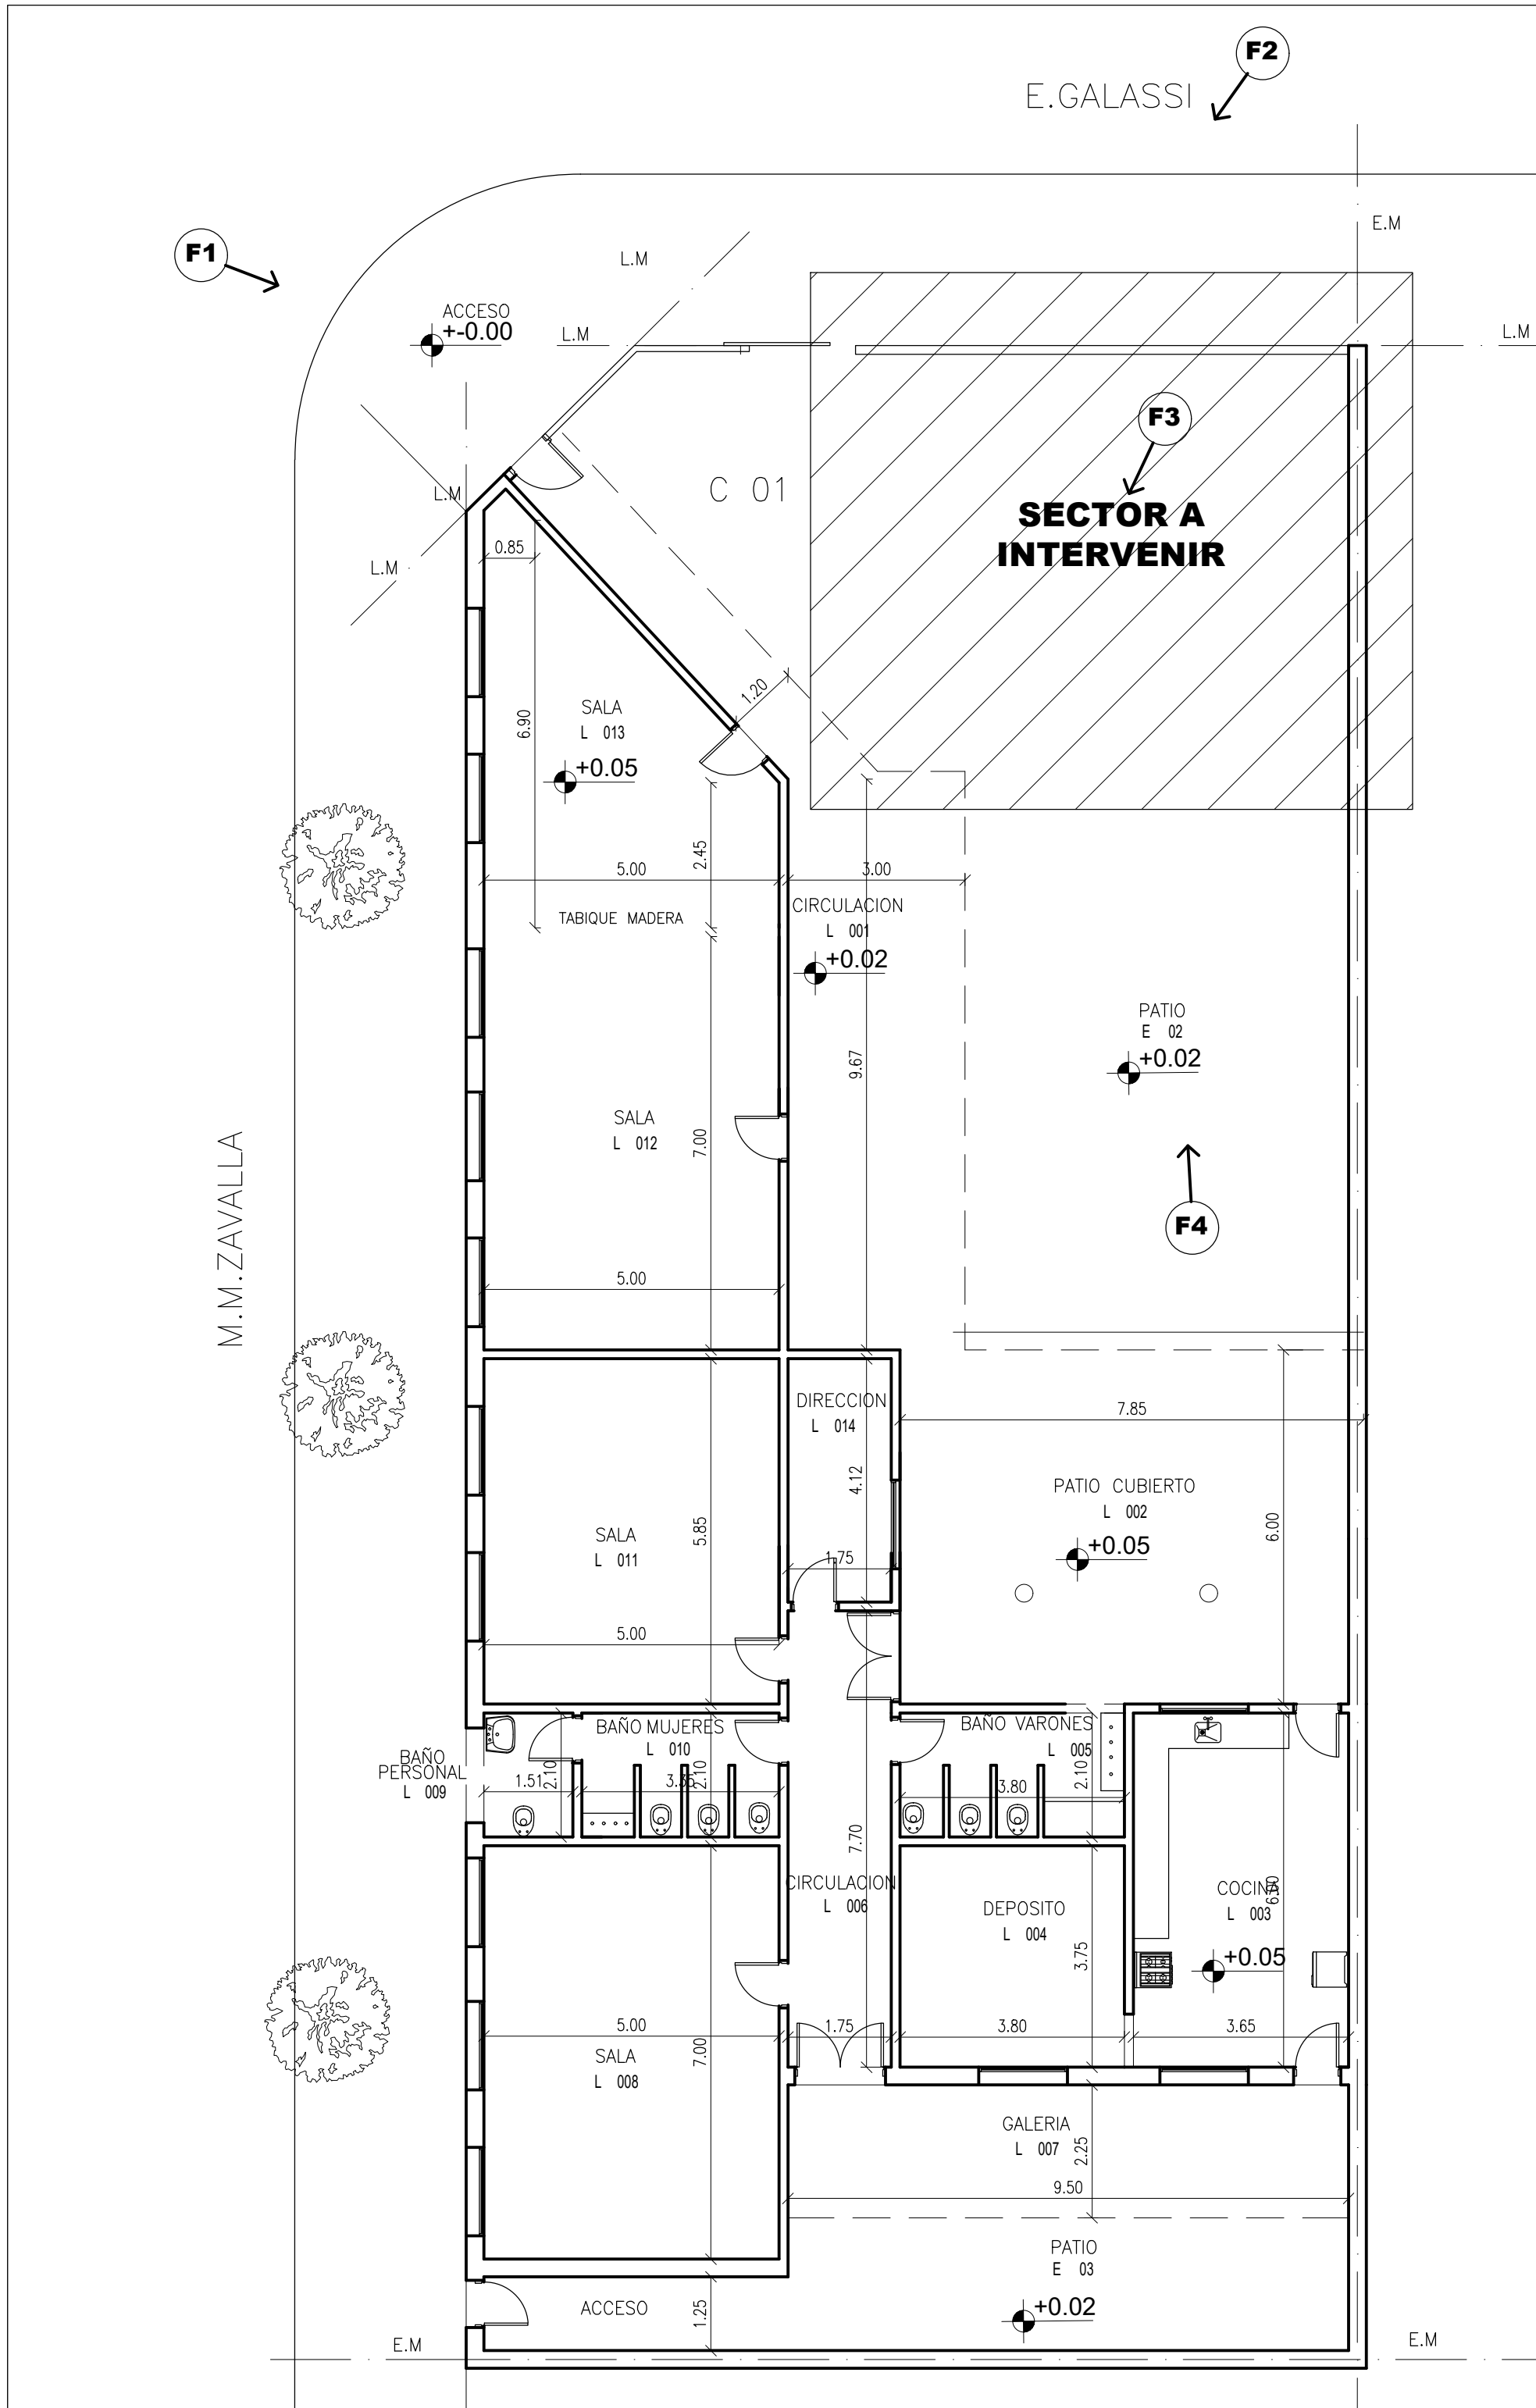 F2
E.GALASSI
E.M
F1
L.M
ACCESO
+-0.00
L.M
L.M
F3
C 01
L.M
SECTOR A
INTERVENIR
0.85
L.M
1.20
SALA
L 013
6.90
+0.05
2.45
5.00
3.00
TABIQUE MADERA
CIRCULACION
L 001
+0.02
PATIO
E 02
+0.02
9.67
SALA
L 012
7.00
M.M.ZAVALLA
F4
5.00
DIRECCION
L 014
7.85
4.12
PATIO CUBIERTO
L 002
+0.05
6.00
SALA
L 011
5.85
1.75
5.00
BAÑO MUJERES
L 010
BAÑO VARONES
L 005
BAÑO
PERSONAL
L 009
1.51
2.10
3.35
2.10
3.80
2.10
7.70
CIRCULACION
L 006
DEPOSITO
L 004
COCINA
L 003
6.00
3.75
+0.05
5.00
1.75
3.80
3.65
SALA
L 008
7.00
GALERIA
L 007
2.25
9.50
PATIO
E 03
+0.02
ACCESO
1.25
E.M
E.M